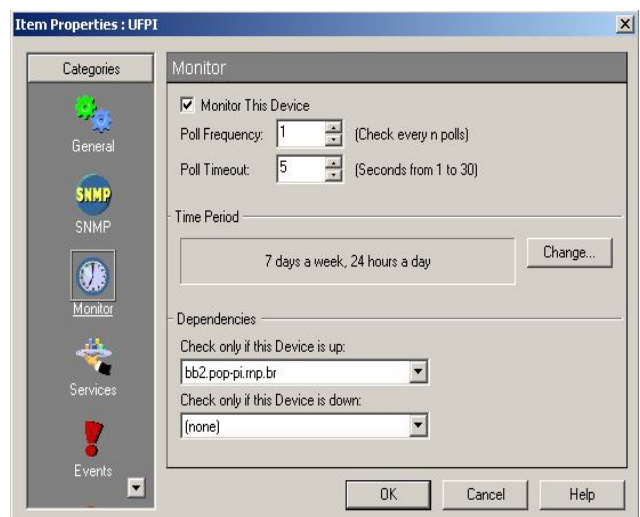 Item Properties : UFPI
Categories
General
SNMP
SNMP
Monitor
Services
Events
Monitor
Monitor This Device
Poll Frequency: 1 (Check every n polls)
Poll Timeout: 5 (Seconds from 1 to 30)
Time Period
7 days a week, 24 hours a day
Change...
Dependencies
Check only if this Device is up:
bb2.pop-pi.rnp.br
Check only if this Device is down:
(none)
OK Cancel Help